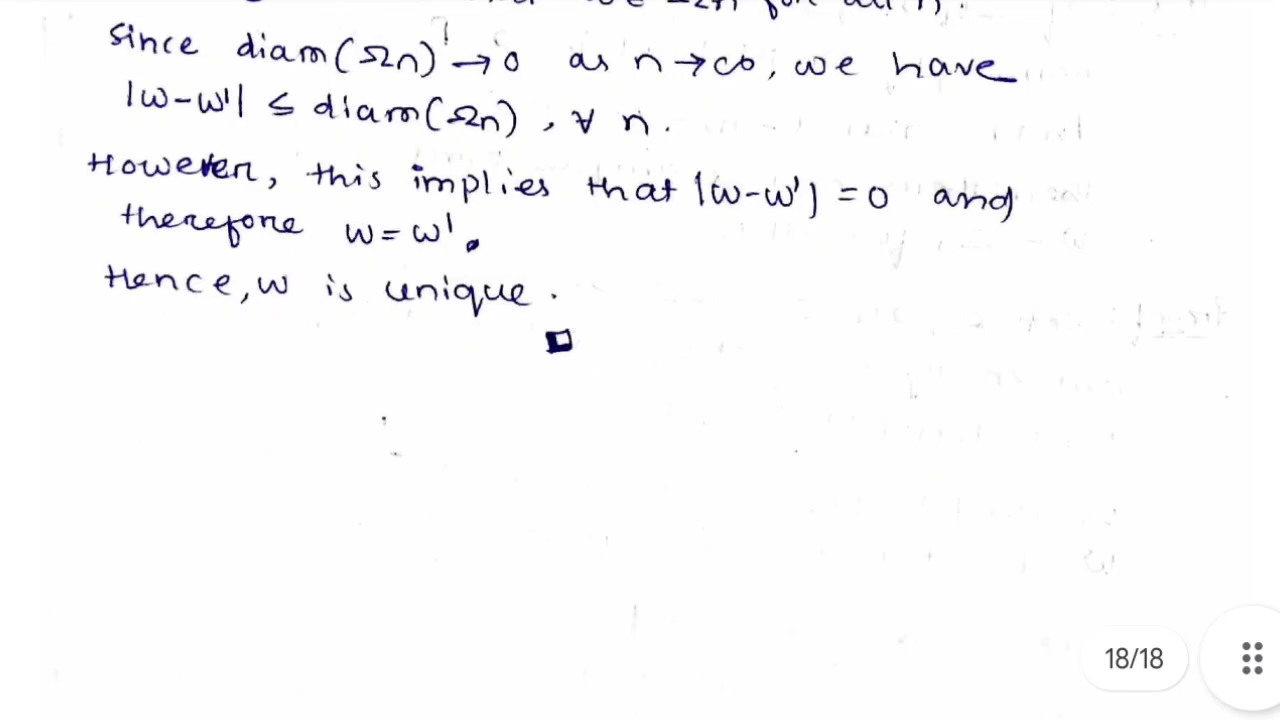 Since diam(Ωn) → 0 as n → ∞, we have
|w-w'| ≤ diam(Ωn), ∀ n.
However, this implies that |w-w'| = 0 and
therefore w = w'.
Hence, w is unique.
18/18